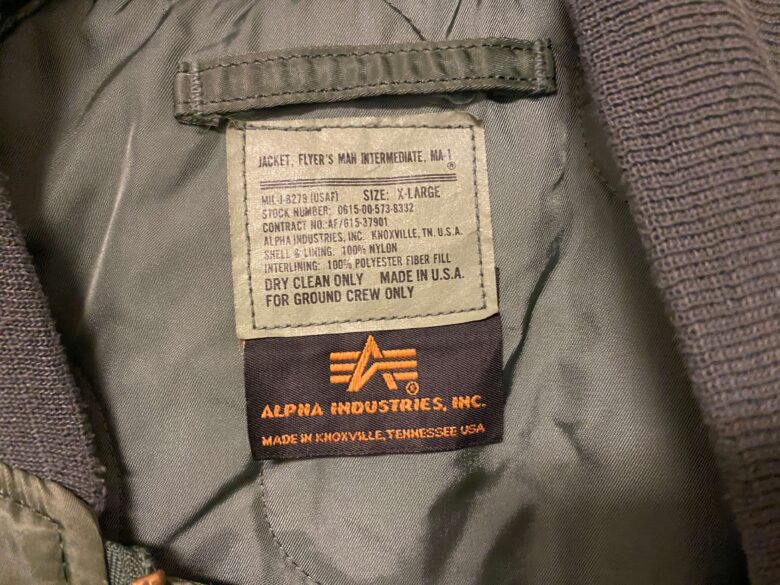 JACKET, FLYER'S MAN INTERMEDIATE, MA-1
®
MIL-J-8279 (USAF) SIZE: X-LARGE
STOCK NUMBER: 0615-00-573-8332
CONTRACT NO.: AF/615-37901
ALPHA INDUSTRIES, INC. KNOXVILLE, TN. U.S.A.
SHELL & LINING: 100% NYLON
INTERLINING: 100% POLYESTER FIBER FILL
DRY CLEAN ONLY MADE IN U.S.A.
FOR GROUND CREW ONLY
®
ALPHA INDUSTRIES, INC.
MADE IN KNOXVILLE, TENNESSEE USA